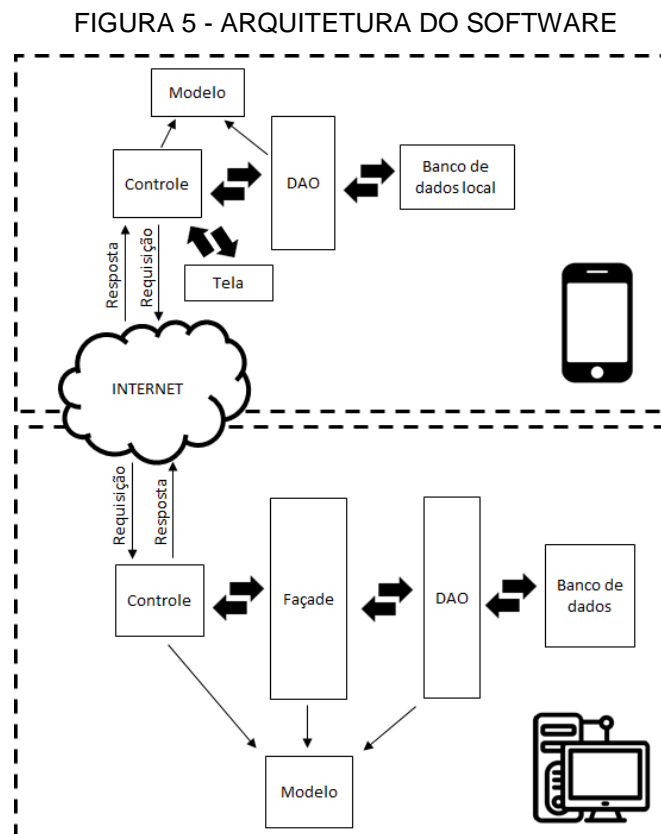 FIGURA 5 - ARQUITETURA DO SOFTWARE
Modelo
Controle
DAO
Banco de
dados local
Tela
Resposta
Requisição
INTERNET
Requisição
Resposta
Controle
Façade
DAO
Banco de
dados
Modelo